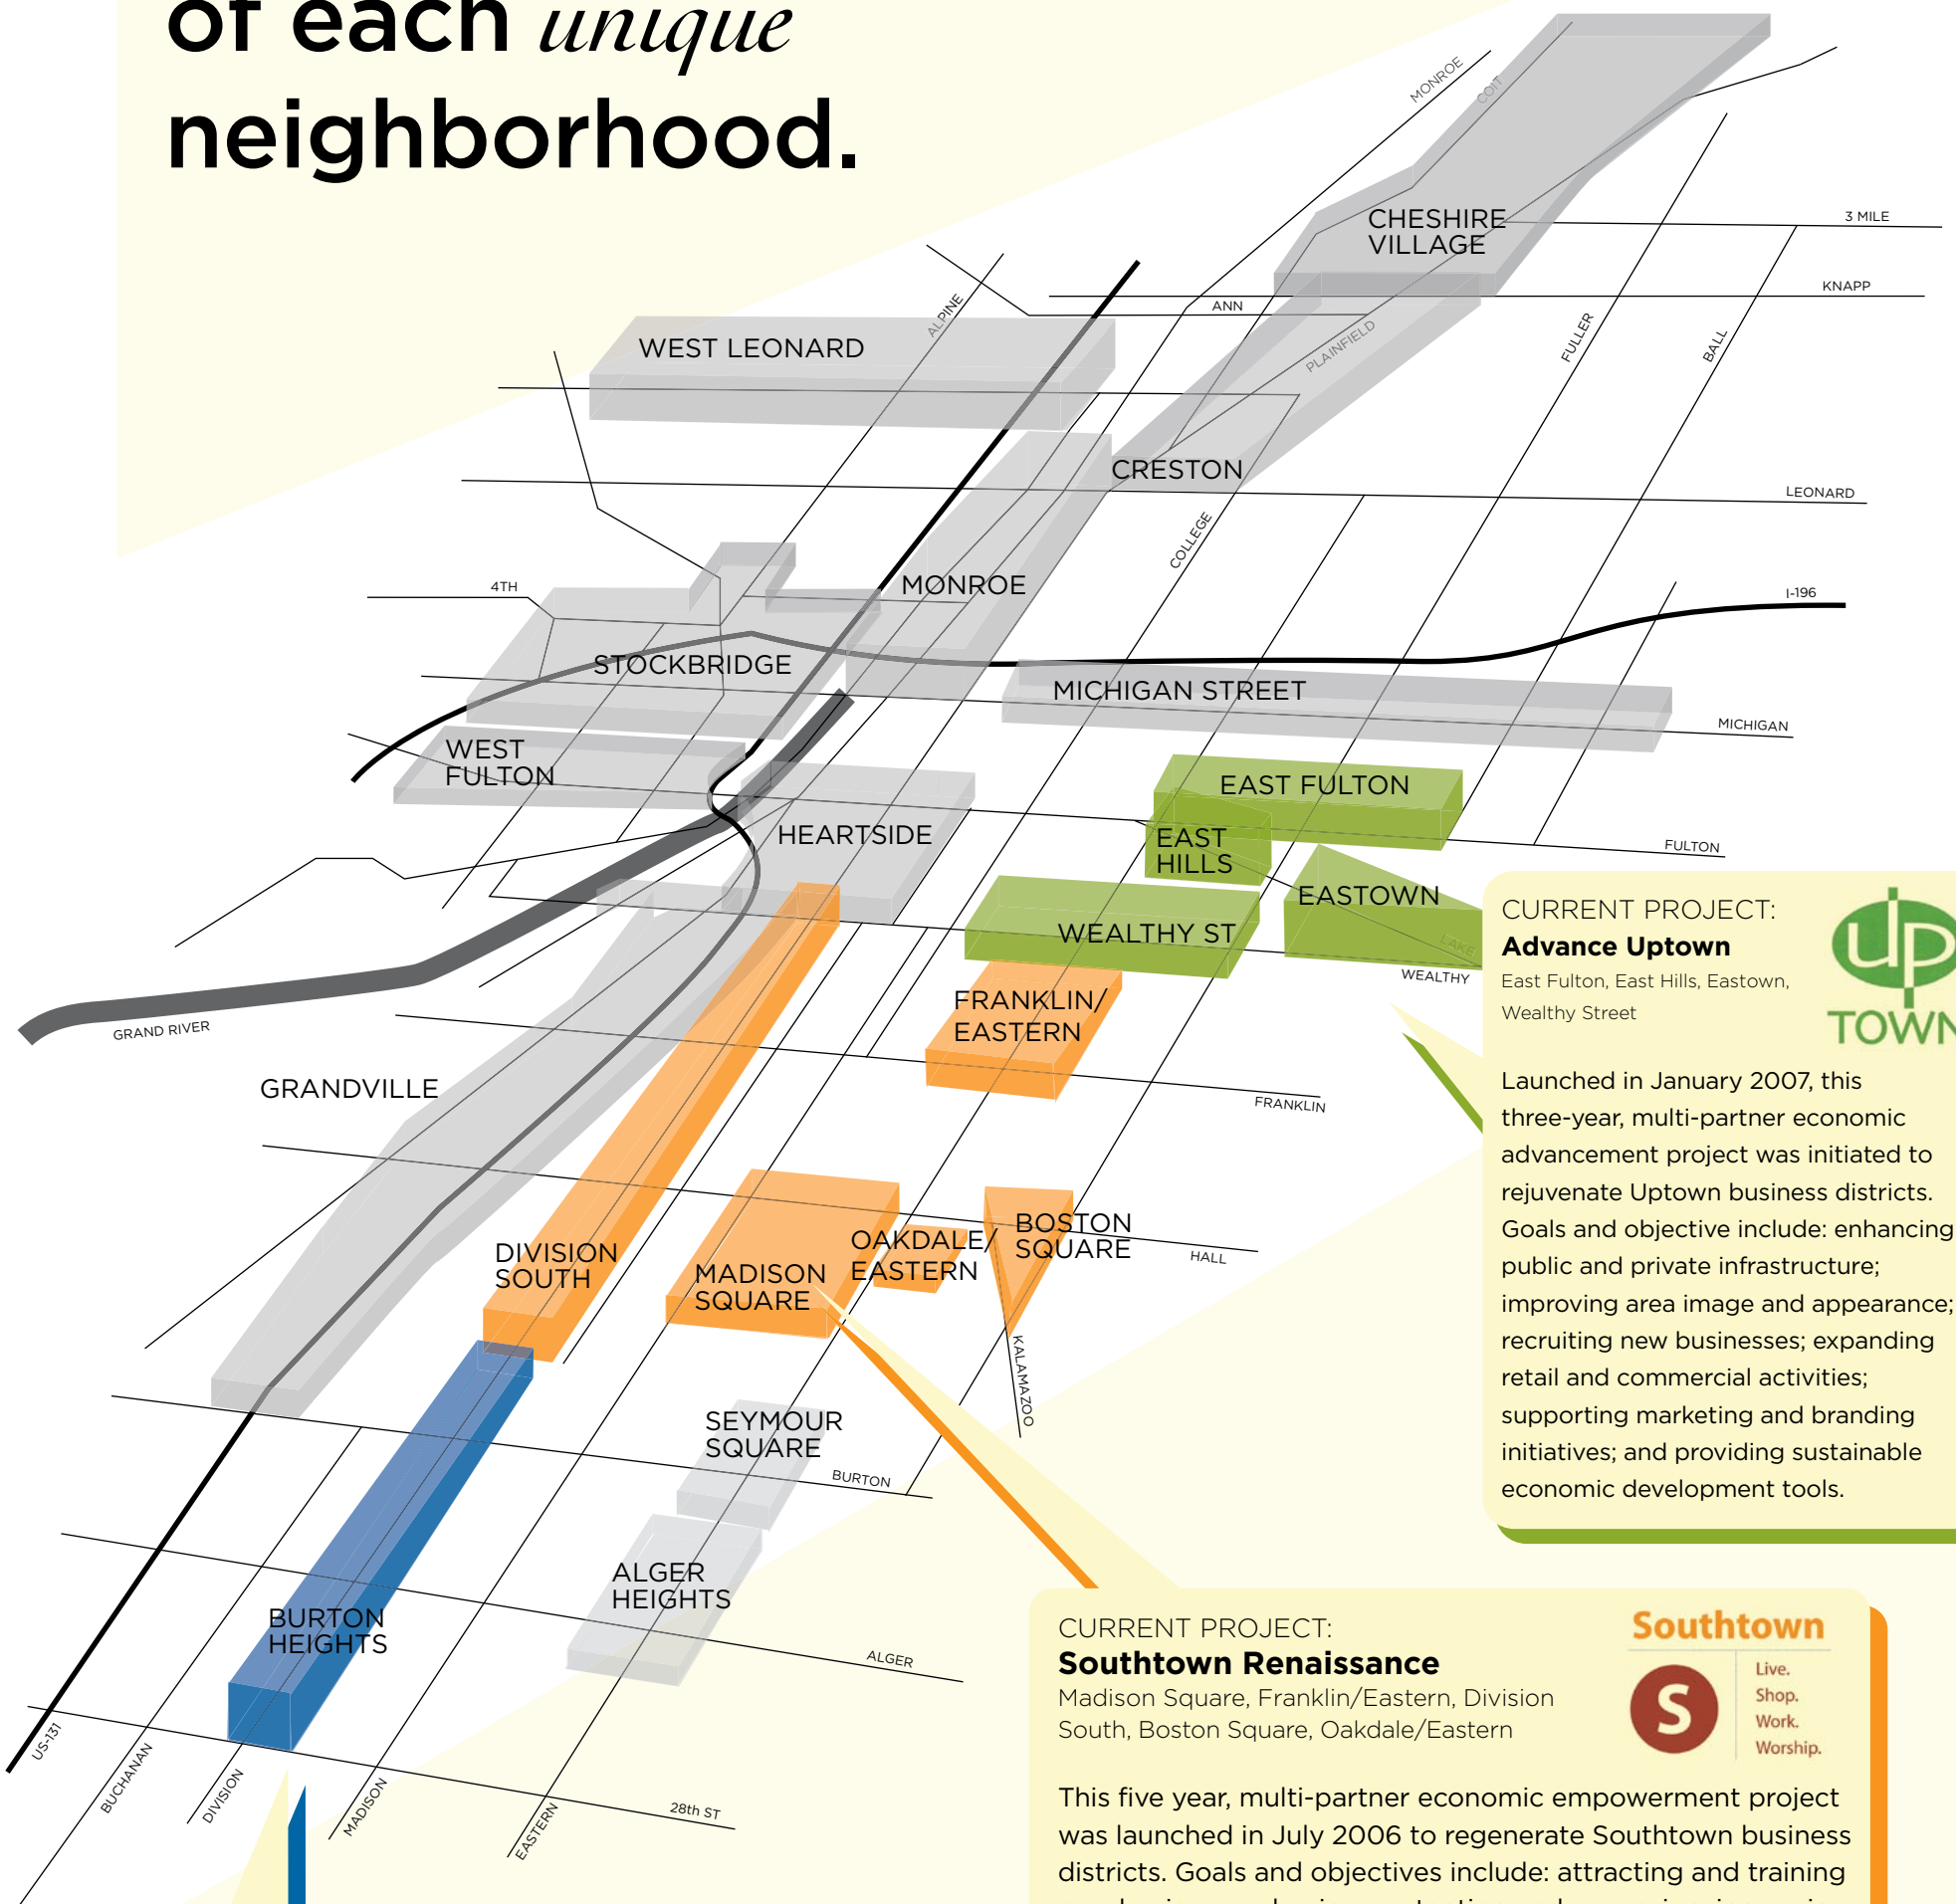 of each unique
neighborhood.
MONROE
COIT
CHESHIRE
VILLAGE
3 MILE
KNAPP
ANN
ALPINE
PLAINFIELD
FULLER
BALL
WEST LEONARD
CRESTON
LEONARD
COLLEGE
4TH
MONROE
I-196
STOCKBRIDGE
MICHIGAN STREET
MICHIGAN
WEST
FULTON
EAST FULTON
HEARTSIDE
EAST
HILLS
FULTON
EASTOWN
WEALTHY ST
LAKE
WEALTHY
FRANKLIN/
EASTERN
GRAND RIVER
GRANDVILLE
FRANKLIN
DIVISION
SOUTH
MADISON
SQUARE
OAKDALE/
EASTERN
BOSTON
SQUARE
HALL
KALAMAZOO
SEYMOUR
SQUARE
BURTON
ALGER
HEIGHTS
BURTON
HEIGHTS
ALGER
US-131
BUCHANAN
DIVISION
MADISON
EASTERN
28th ST
CURRENT PROJECT:
Advance Uptown
East Fulton, East Hills, Eastown,
Wealthy Street
up
TOWN
Launched in January 2007, this
three-year, multi-partner economic
advancement project was initiated to
rejuvenate Uptown business districts.
Goals and objective include: enhancing
public and private infrastructure;
improving area image and appearance;
recruiting new businesses; expanding
retail and commercial activities;
supporting marketing and branding
initiatives; and providing sustainable
economic development tools.
CURRENT PROJECT:
Southtown Renaissance
Madison Square, Franklin/Eastern, Division
South, Boston Square, Oakdale/Eastern
Southtown
S
Live.
Shop.
Work.
Worship.
This five year, multi-partner economic empowerment project
was launched in July 2006 to regenerate Southtown business
districts. Goals and objectives include: attracting and training